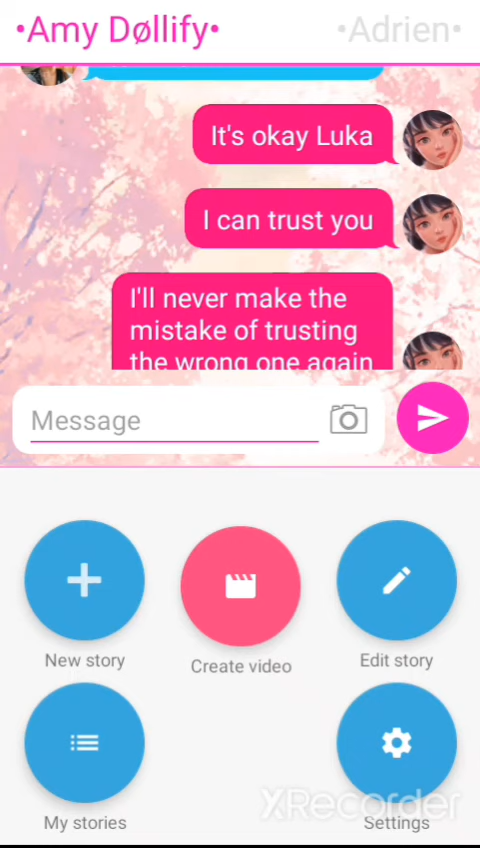 •Amy Døllify•
•Adrien•
It's okay Luka
I can trust you
I'll never make the
mistake of trusting
the wrong one again
Message
New story
Create video
Edit story
My stories
Settings
XRecorder